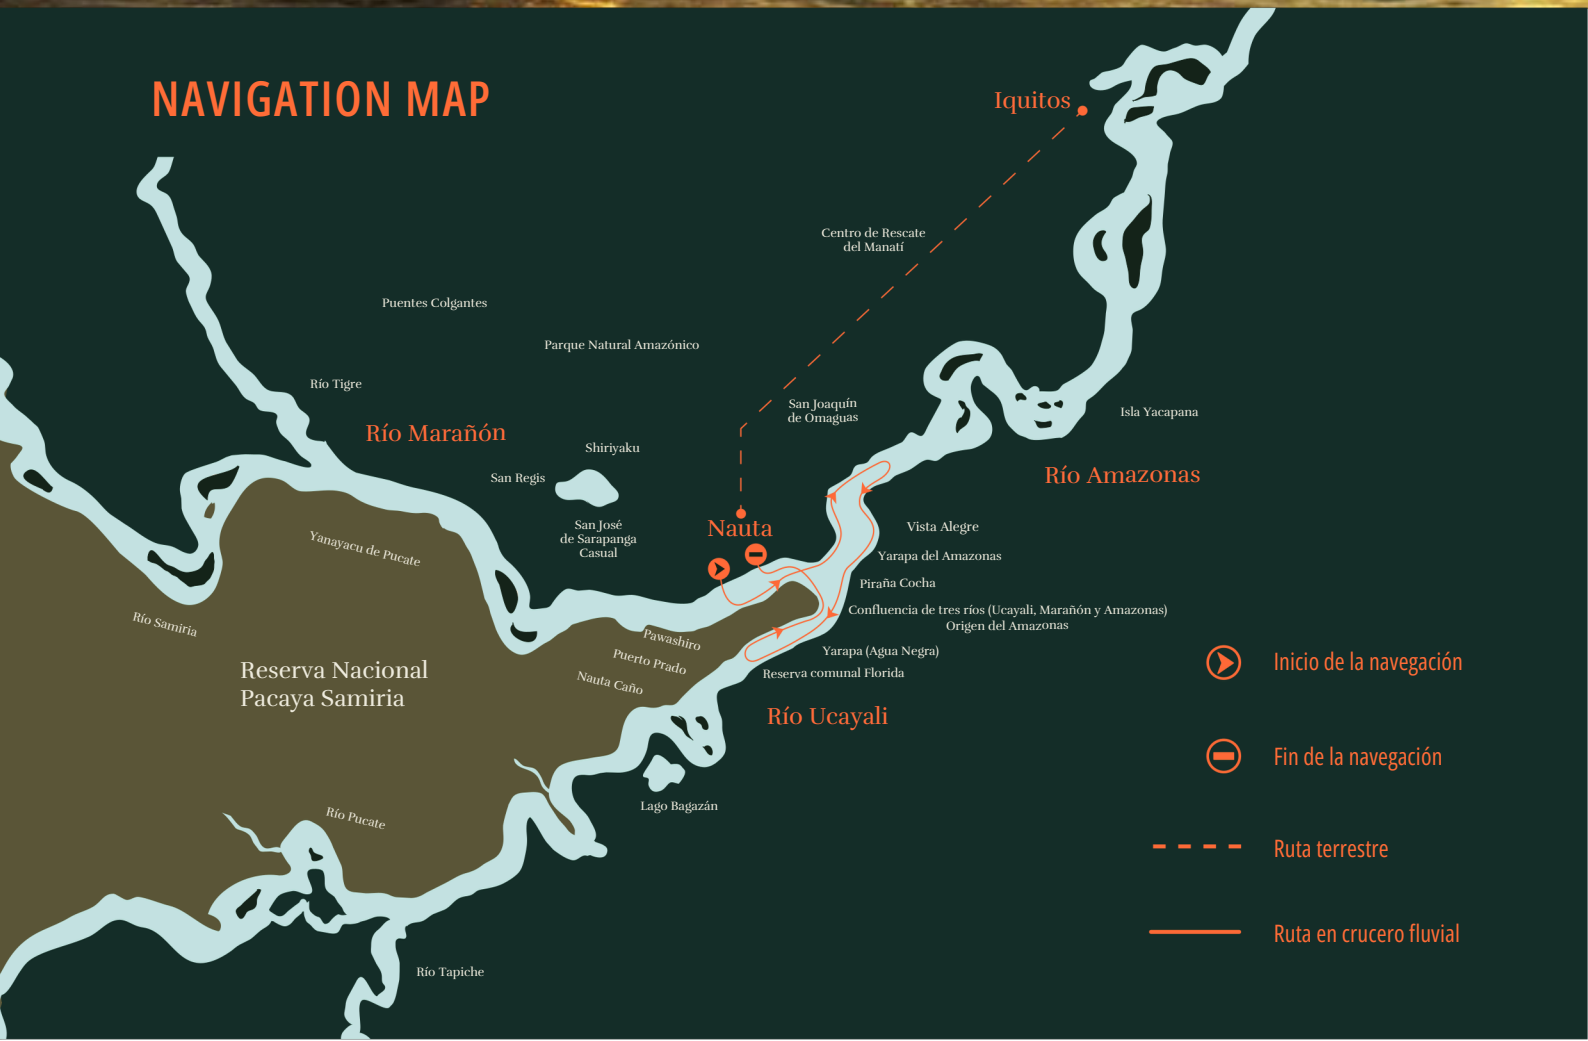 NAVIGATION MAP
Iquitos
Centro de Rescate
del Manatí
Puentes Colgantes
Parque Natural Amazónico
Río Tigre
San Joaquín
de Omaguas
Isla Yacapana
Río Marañón
Shiriyaku
San Regis
Río Amazonas
San José
de Sarapanga
Casual
Nauta
Vista Alegre
Yanayacu de Pucate
Yarapa del Amazonas
Piraña Cocha
Confluencia de tres ríos (Ucayali, Marañón y Amazonas)
Origen del Amazonas
Río Samiria
Pawashiro
Puerto Prado
Nauta Caño
Yarapa (Agua Negra)
Reserva comunal Florida
Reserva Nacional
Pacaya Samiria
Río Ucayali
Lago Bagazán
Río Pucate
Río Tapiche
Inicio de la navegación
Fin de la navegación
Ruta terrestre
Ruta en crucero fluvial